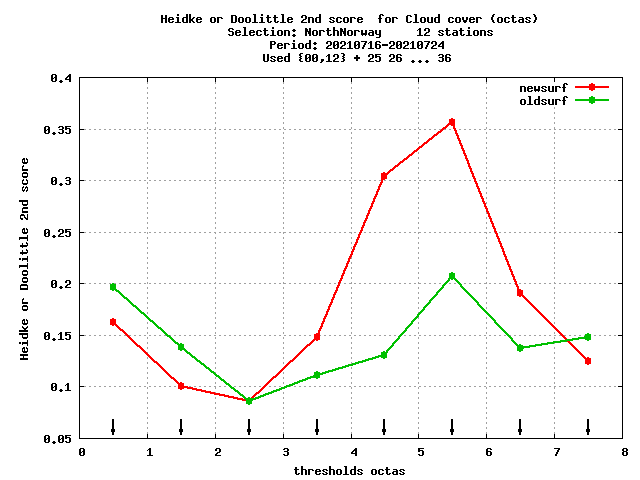 Heidke or Doolittle 2nd score  for Cloud cover (octas)
Selection: NorthNorway     12 stations
Period: 20210716-20210724
Used {00,12} + 25 26 ... 36
newsurf
oldsurf
0.4
0.35
0.3
0.25
0.2
0.15
0.1
0.05
Heidke or Doolittle 2nd score
0 1 2 3 4 5 6 7 8
thresholds octas